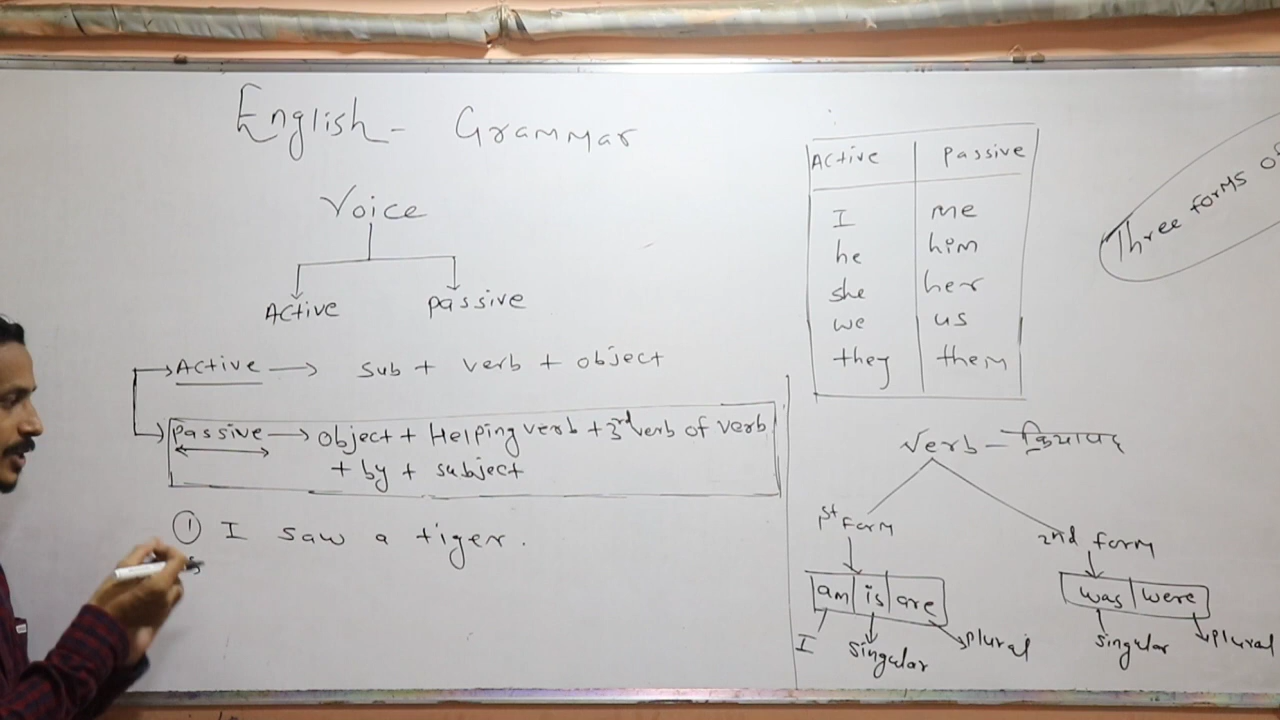 English - Grammar
Voice
Active Passive
Active → sub + verb + object
Passive → object + Helping verb + 3rd verb of verb
+ by + subject
① I saw a tiger.
Active | Passive
I me
he him
she her
we us
they them
Three forms of
Verb - क्रियापद
1st form 2nd form
am | is | are was | were
I singular plural singular plural